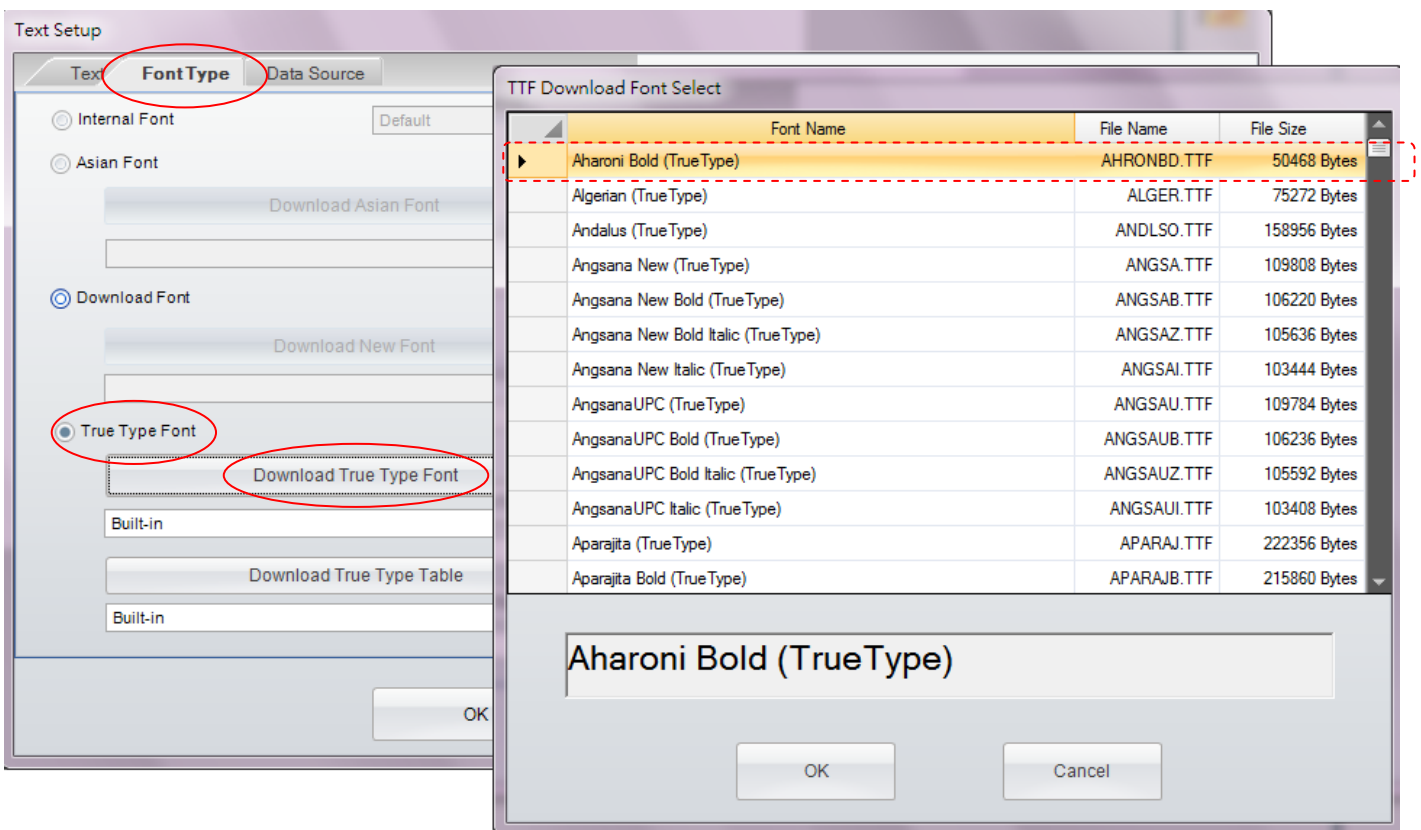 Text Setup
Text FontType Data Source
Internal Font Default
Asian Font
Download Asian Font
Download Font
Download New Font
True Type Font
Download True Type Font
Built-in
Download True Type Table
Built-in
OK
TTF Download Font Select
Font Name File Name File Size
Aharoni Bold (TrueType) AHRONBD.TTF 50468 Bytes
Algerian (TrueType) ALGER.TTF 75272 Bytes
Andalus (TrueType) ANDLSO.TTF 158956 Bytes
Angsana New (TrueType) ANGSA.TTF 109808 Bytes
Angsana New Bold (TrueType) ANGSAB.TTF 106220 Bytes
Angsana New Bold Italic (TrueType) ANGSAZ.TTF 105636 Bytes
Angsana New Italic (TrueType) ANGSAI.TTF 103444 Bytes
AngsanaUPC (TrueType) ANGSAU.TTF 109784 Bytes
AngsanaUPC Bold (TrueType) ANGSAUB.TTF 106236 Bytes
AngsanaUPC Bold Italic (TrueType) ANGSAUZ.TTF 105592 Bytes
AngsanaUPC Italic (TrueType) ANGSAUI.TTF 103408 Bytes
Aparajita (TrueType) APARAJ.TTF 222356 Bytes
Aparajita Bold (TrueType) APARAJB.TTF 215860 Bytes
Aharoni Bold (TrueType)
OK Cancel